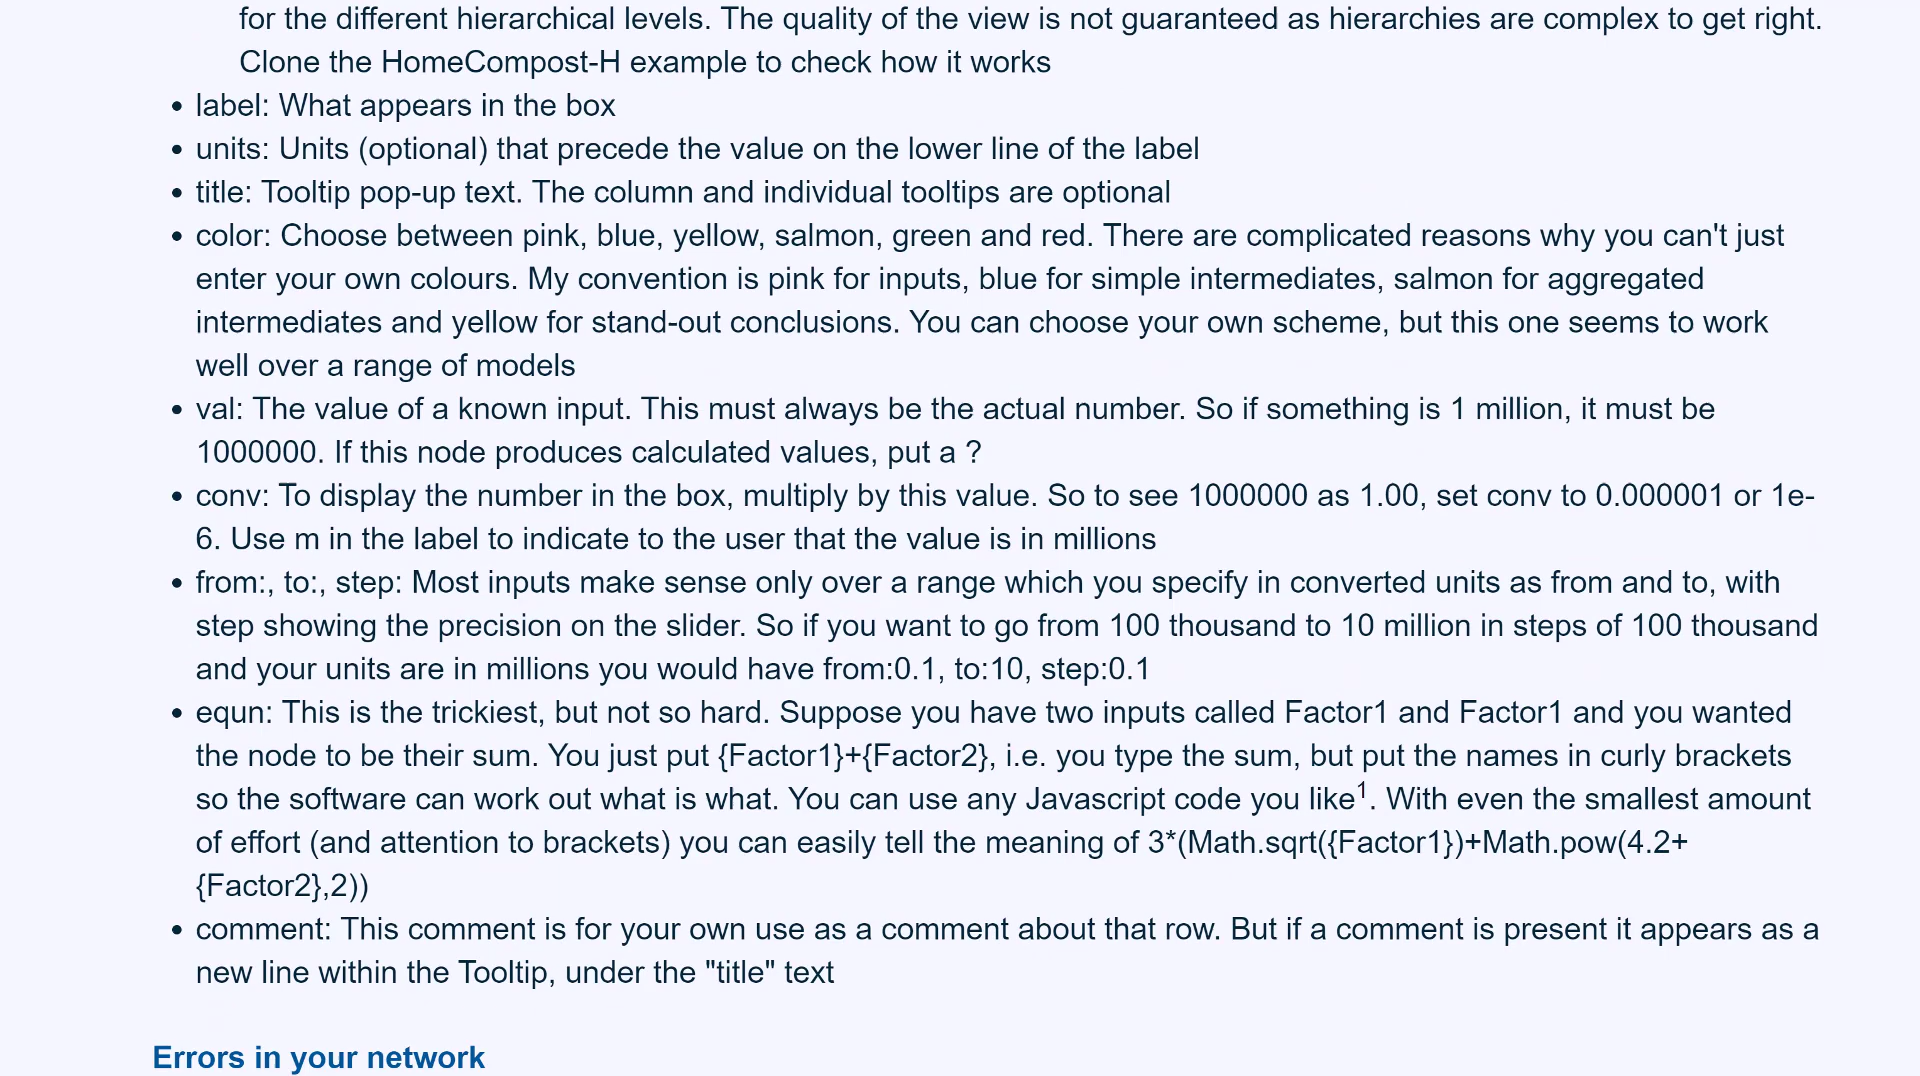 for the different hierarchical levels. The quality of the view is not guaranteed as hierarchies are complex to get right.
Clone the HomeCompost-H example to check how it works
• label: What appears in the box
• units: Units (optional) that precede the value on the lower line of the label
• title: Tooltip pop-up text. The column and individual tooltips are optional
• color: Choose between pink, blue, yellow, salmon, green and red. There are complicated reasons why you can't just
enter your own colours. My convention is pink for inputs, blue for simple intermediates, salmon for aggregated
intermediates and yellow for stand-out conclusions. You can choose your own scheme, but this one seems to work
well over a range of models
• val: The value of a known input. This must always be the actual number. So if something is 1 million, it must be
1000000. If this node produces calculated values, put a ?
• conv: To display the number in the box, multiply by this value. So to see 1000000 as 1.00, set conv to 0.000001 or 1e-
6. Use m in the label to indicate to the user that the value is in millions
• from:, to:, step: Most inputs make sense only over a range which you specify in converted units as from and to, with
step showing the precision on the slider. So if you want to go from 100 thousand to 10 million in steps of 100 thousand
and your units are in millions you would have from:0.1, to:10, step:0.1
• equn: This is the trickiest, but not so hard. Suppose you have two inputs called Factor1 and Factor1 and you wanted
the node to be their sum. You just put {Factor1}+{Factor2}, i.e. you type the sum, but put the names in curly brackets
so the software can work out what is what. You can use any Javascript code you like¹. With even the smallest amount
of effort (and attention to brackets) you can easily tell the meaning of 3*(Math.sqrt({Factor1})+Math.pow(4.2+
{Factor2},2))
• comment: This comment is for your own use as a comment about that row. But if a comment is present it appears as a
new line within the Tooltip, under the "title" text
Errors in your network